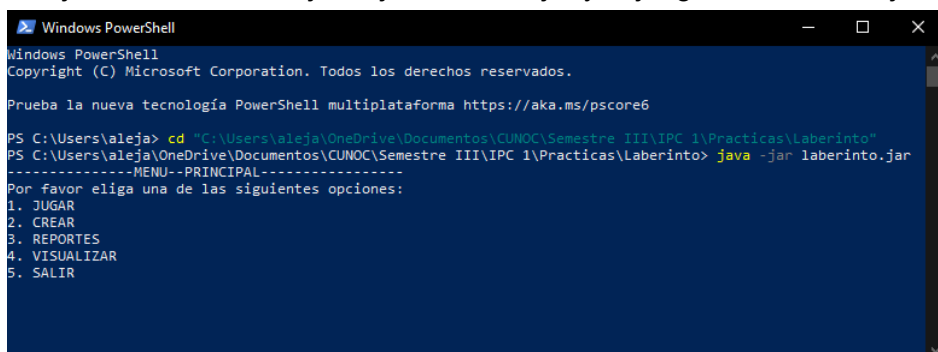 Windows PowerShell
Windows PowerShell
Copyright (C) Microsoft Corporation. Todos los derechos reservados.
Prueba la nueva tecnología PowerShell multiplataforma https://aka.ms/pscore6
PS C:\Users\aleja> cd "C:\Users\aleja\OneDrive\Documentos\CUNOC\Semestre III\IPC 1\Practicas\Laberinto"
PS C:\Users\aleja\OneDrive\Documentos\CUNOC\Semestre III\IPC 1\Practicas\Laberinto> java -jar laberinto.jar
---------------MENU--PRINCIPAL-----------------
Por favor eliga una de las siguientes opciones:
1. JUGAR
2. CREAR
3. REPORTES
4. VISUALIZAR
5. SALIR